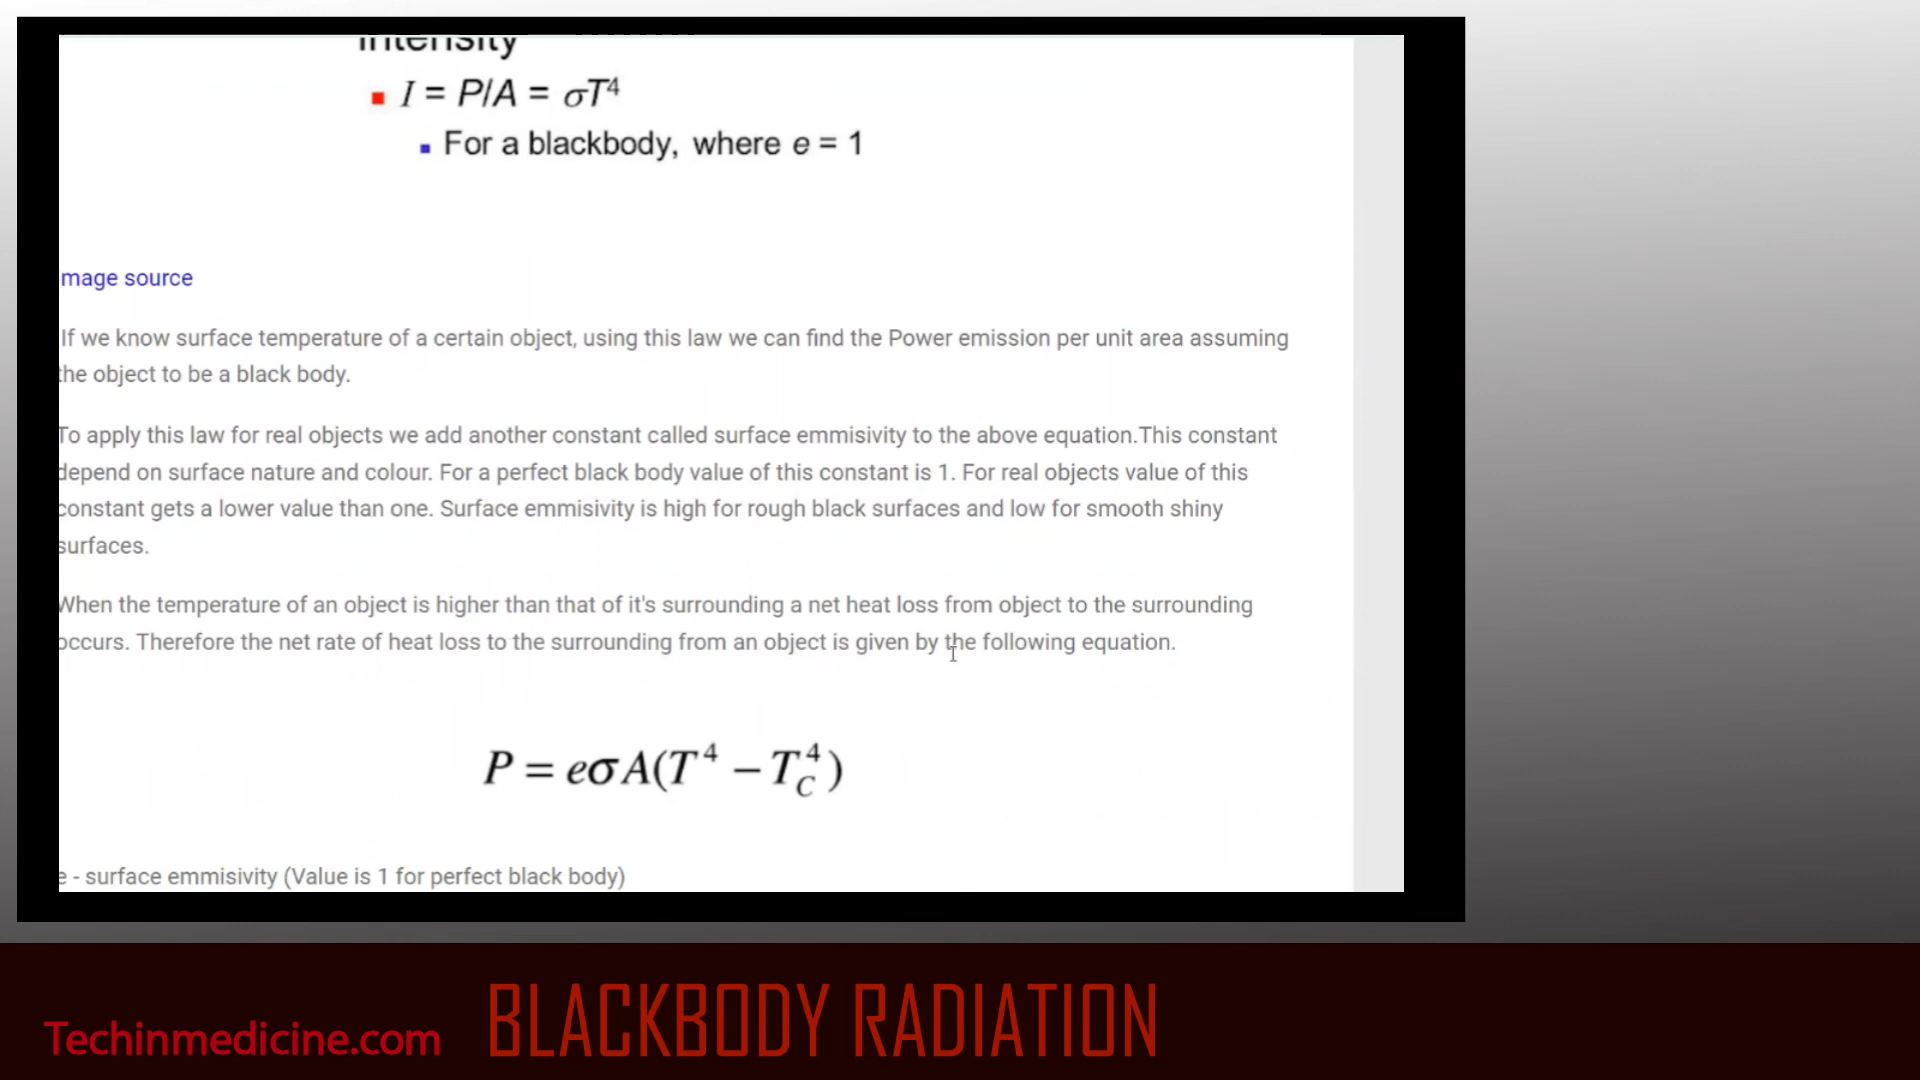 Intensity
I = P/A = σT⁴
For a blackbody, where e = 1
mage source
If we know surface temperature of a certain object, using this law we can find the Power emission per unit area assuming
the object to be a black body.
To apply this law for real objects we add another constant called surface emmisivity to the above equation.This constant
depend on surface nature and colour. For a perfect black body value of this constant is 1. For real objects value of this
constant gets a lower value than one. Surface emmisivity is high for rough black surfaces and low for smooth shiny
surfaces.
When the temperature of an object is higher than that of it's surrounding a net heat loss from object to the surrounding
occurs. Therefore the net rate of heat loss to the surrounding from an object is given by the following equation.
P = eσA(T⁴ − T_C⁴)
e - surface emmisivity (Value is 1 for perfect black body)
Techinmedicine.com
BLACKBODY RADIATION